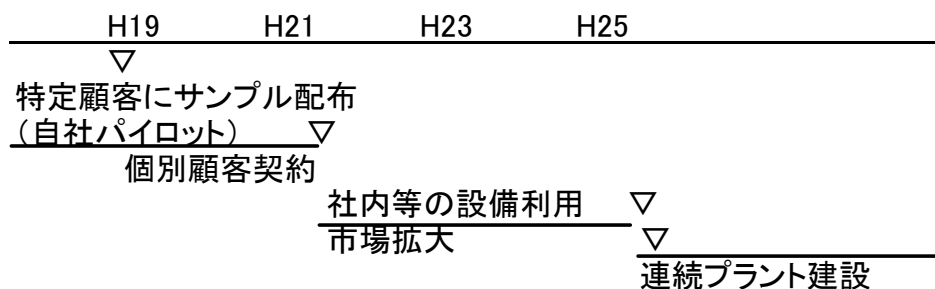 H19 H21 H23 H25
▽
特定顧客にサンプル配布
(自社パイロット) ▽
個別顧客契約
社内等の設備利用 ▽
市場拡大 ▽
連続プラント建設